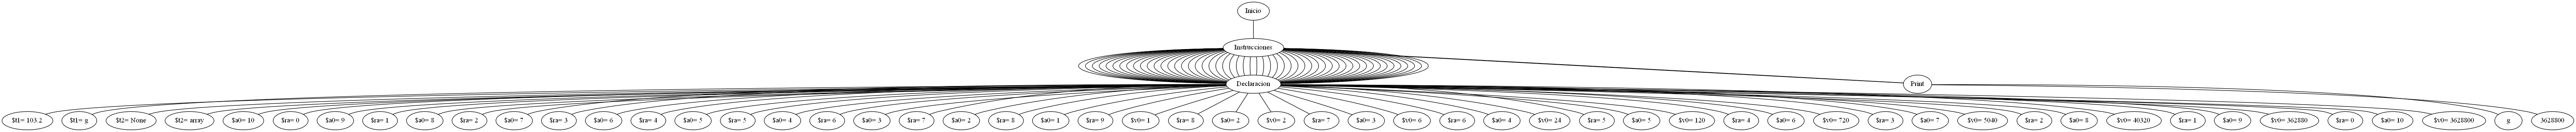 Inicio
Instrucciones
Declaracion
Print
$t1= 103.2
$t1= g
$t2= None
$t2= array
$a0= 10
$ra= 0
$a0= 9
$ra= 1
$a0= 8
$ra= 2
$a0= 7
$ra= 3
$a0= 6
$ra= 4
$a0= 5
$ra= 5
$a0= 4
$ra= 6
$a0= 3
$ra= 7
$a0= 2
$ra= 8
$a0= 1
$ra= 9
$v0= 1
$ra= 8
$a0= 2
$v0= 2
$ra= 7
$a0= 3
$v0= 6
$ra= 6
$a0= 4
$v0= 24
$ra= 5
$a0= 5
$v0= 120
$ra= 4
$a0= 6
$v0= 720
$ra= 3
$a0= 7
$v0= 5040
$ra= 2
$a0= 8
$v0= 40320
$ra= 1
$a0= 9
$v0= 362880
$ra= 0
$a0= 10
$v0= 3628800
g
3628800